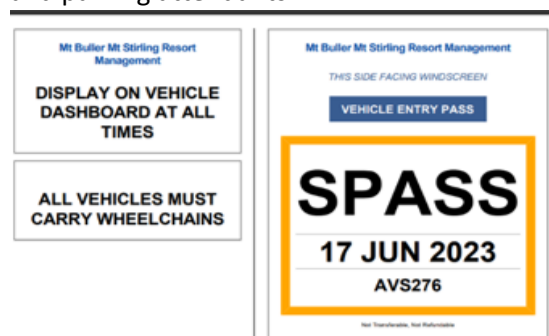 Mt Buller Mt Stirling Resort
Management
DISPLAY ON VEHICLE
DASHBOARD AT ALL
TIMES
ALL VEHICLES MUST
CARRY WHEELCHAINS
Mt Buller Mt Stirling Resort Management
THIS SIDE FACING WINDSCREEN
VEHICLE ENTRY PASS
SPASS
17 JUN 2023
AVS276
Not Transferable, Not Refundable